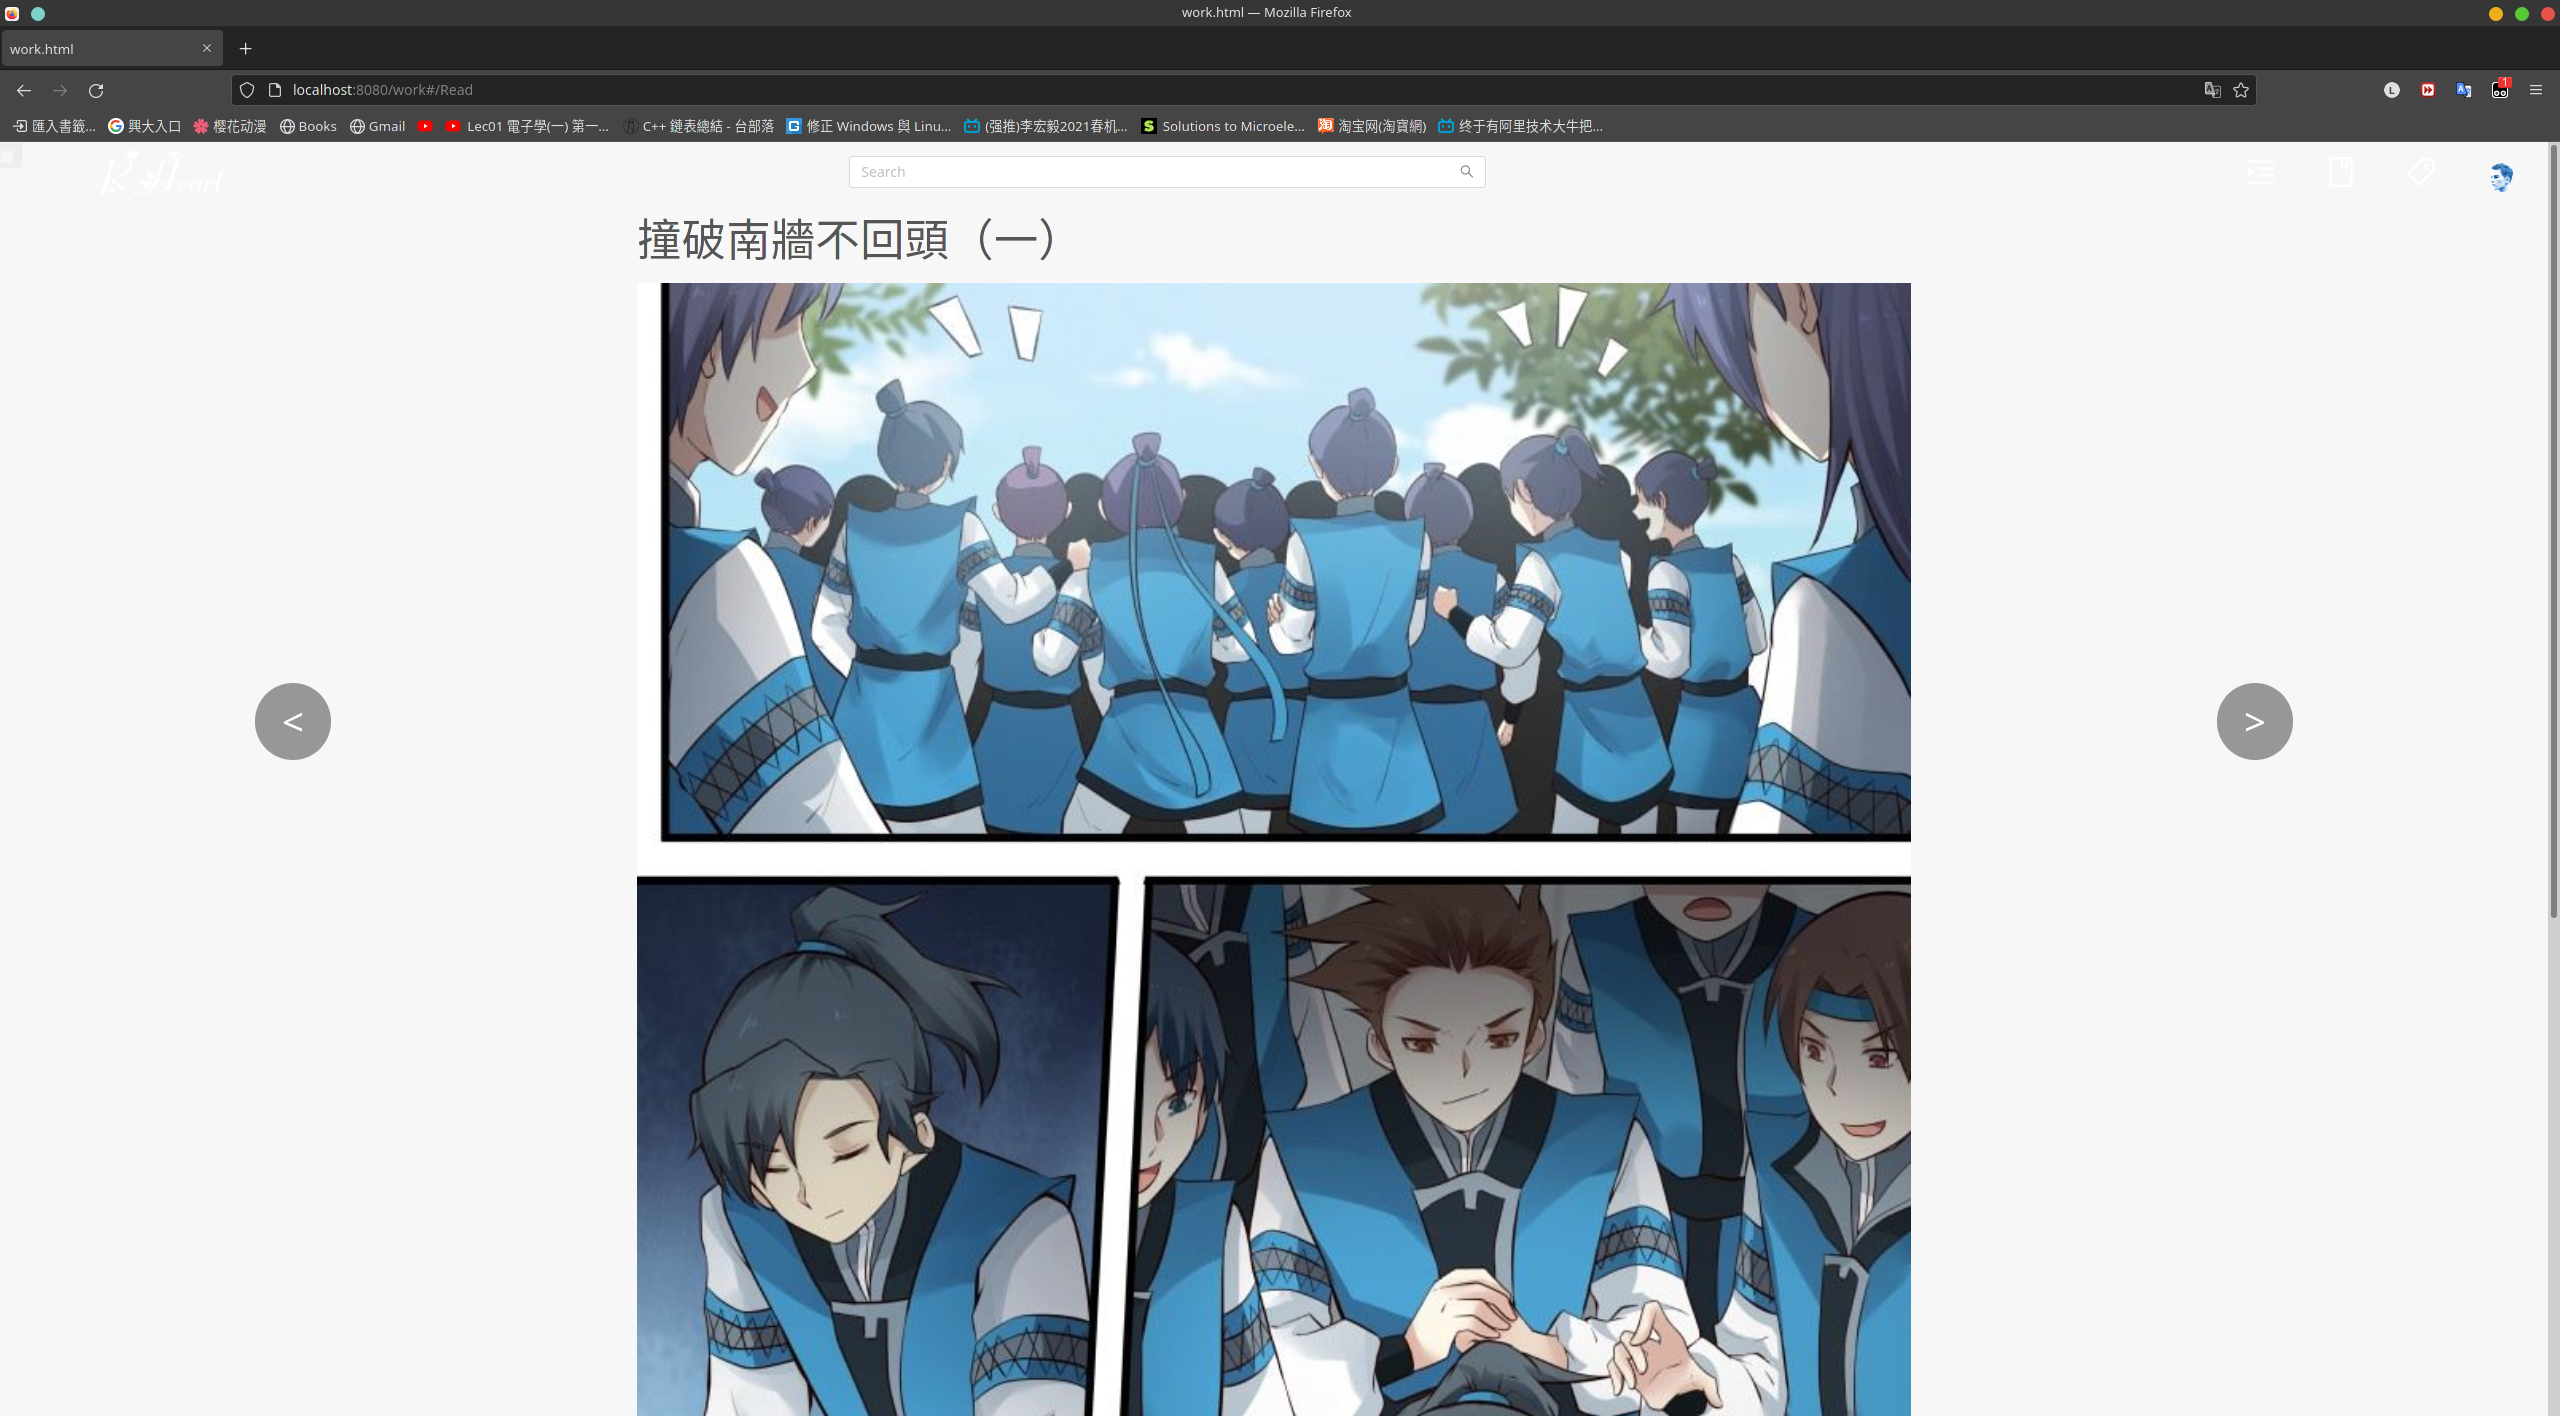 work.html — Mozilla Firefox
work.html
localhost:8080/work#/Read
1
匯入書籤... 興大入口 樱花动漫 Books Gmail Lec01 電子學(一) 第一... C++ 鏈表總結 - 台部落 修正 Windows 與 Linu... (强推)李宏毅2021春机... Solutions to Microele... 淘宝网(淘寶網) 终于有阿里技术大牛把...
R Heart
Search
撞破南牆不回頭（一）
< >